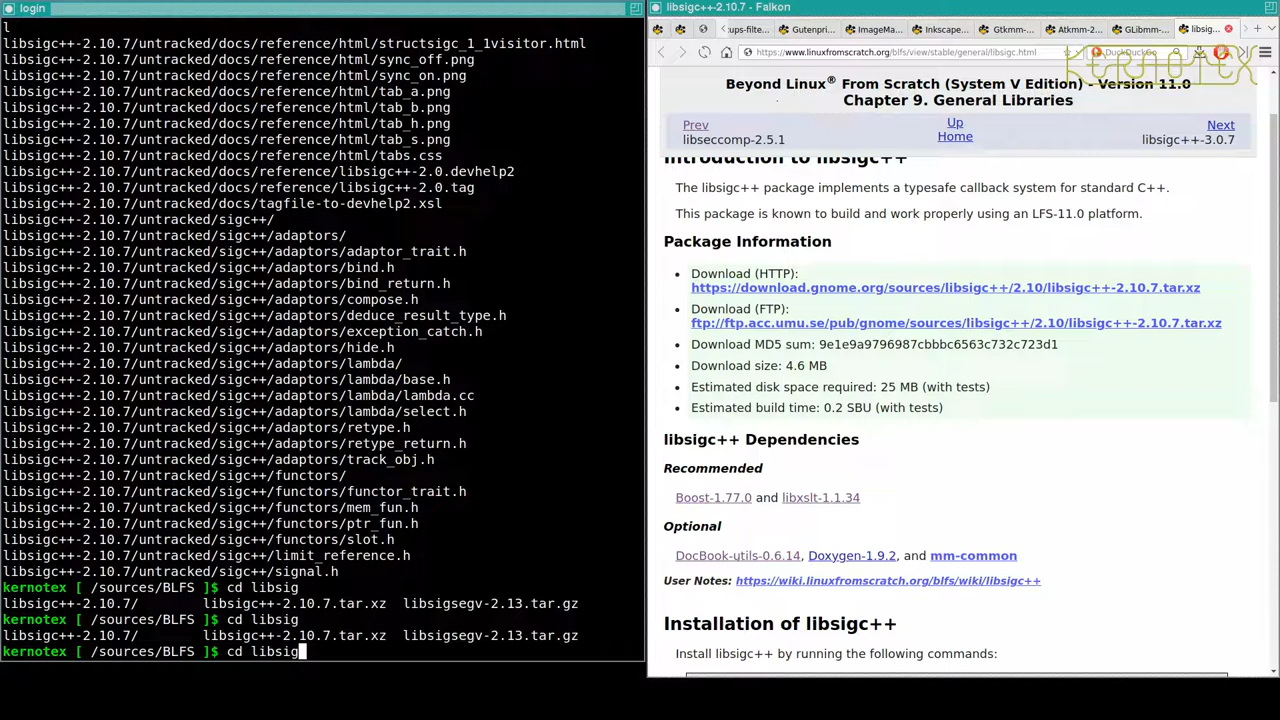 login
l
libsigc++-2.10.7/untracked/docs/reference/html/structsigc_1_1visitor.html
libsigc++-2.10.7/untracked/docs/reference/html/sync_off.png
libsigc++-2.10.7/untracked/docs/reference/html/sync_on.png
libsigc++-2.10.7/untracked/docs/reference/html/tab_a.png
libsigc++-2.10.7/untracked/docs/reference/html/tab_b.png
libsigc++-2.10.7/untracked/docs/reference/html/tab_h.png
libsigc++-2.10.7/untracked/docs/reference/html/tab_s.png
libsigc++-2.10.7/untracked/docs/reference/html/tabs.css
libsigc++-2.10.7/untracked/docs/reference/libsigc++-2.0.devhelp2
libsigc++-2.10.7/untracked/docs/reference/libsigc++-2.0.tag
libsigc++-2.10.7/untracked/docs/tagfile-to-devhelp2.xsl
libsigc++-2.10.7/untracked/sigc++/
libsigc++-2.10.7/untracked/sigc++/adaptors/
libsigc++-2.10.7/untracked/sigc++/adaptors/adaptor_trait.h
libsigc++-2.10.7/untracked/sigc++/adaptors/bind.h
libsigc++-2.10.7/untracked/sigc++/adaptors/bind_return.h
libsigc++-2.10.7/untracked/sigc++/adaptors/compose.h
libsigc++-2.10.7/untracked/sigc++/adaptors/deduce_result_type.h
libsigc++-2.10.7/untracked/sigc++/adaptors/exception_catch.h
libsigc++-2.10.7/untracked/sigc++/adaptors/hide.h
libsigc++-2.10.7/untracked/sigc++/adaptors/lambda/
libsigc++-2.10.7/untracked/sigc++/adaptors/lambda/base.h
libsigc++-2.10.7/untracked/sigc++/adaptors/lambda/lambda.cc
libsigc++-2.10.7/untracked/sigc++/adaptors/lambda/select.h
libsigc++-2.10.7/untracked/sigc++/adaptors/retype.h
libsigc++-2.10.7/untracked/sigc++/adaptors/retype_return.h
libsigc++-2.10.7/untracked/sigc++/adaptors/track_obj.h
libsigc++-2.10.7/untracked/sigc++/functors/
libsigc++-2.10.7/untracked/sigc++/functors/functor_trait.h
libsigc++-2.10.7/untracked/sigc++/functors/mem_fun.h
libsigc++-2.10.7/untracked/sigc++/functors/ptr_fun.h
libsigc++-2.10.7/untracked/sigc++/functors/slot.h
libsigc++-2.10.7/untracked/sigc++/limit_reference.h
libsigc++-2.10.7/untracked/sigc++/signal.h
kernotex [ /sources/BLFS ]$ cd libsig
libsigc++-2.10.7/ libsigc++-2.10.7.tar.xz libsigsegv-2.13.tar.gz
kernotex [ /sources/BLFS ]$ cd libsig
libsigc++-2.10.7/ libsigc++-2.10.7.tar.xz libsigsegv-2.13.tar.gz
kernotex [ /sources/BLFS ]$ cd libsig
libsigc++-2.10.7 - Falkon
cups-filte... Gutenpri... ImageMa... Inkscape... Gtkmm-... Atkmm-2... GLibmm-... libsig...
https://www.linuxfromscratch.org/blfs/view/stable/general/libsigc.html DuckDuckGo
KERNOTEX
Beyond Linux® From Scratch (System V Edition) - Version 11.0
Chapter 9. General Libraries
Prev Up Next
libseccomp-2.5.1 Home libsigc++-3.0.7
Introduction to libsigc++
The libsigc++ package implements a typesafe callback system for standard C++.
This package is known to build and work properly using an LFS-11.0 platform.
Package Information
• Download (HTTP):
https://download.gnome.org/sources/libsigc++/2.10/libsigc++-2.10.7.tar.xz
• Download (FTP):
ftp://ftp.acc.umu.se/pub/gnome/sources/libsigc++/2.10/libsigc++-2.10.7.tar.xz
• Download MD5 sum: 9e1e9a9796987cbbbc6563c732c723d1
• Download size: 4.6 MB
• Estimated disk space required: 25 MB (with tests)
• Estimated build time: 0.2 SBU (with tests)
libsigc++ Dependencies
Recommended
Boost-1.77.0 and libxslt-1.1.34
Optional
DocBook-utils-0.6.14, Doxygen-1.9.2, and mm-common
User Notes: https://wiki.linuxfromscratch.org/blfs/wiki/libsigc++
Installation of libsigc++
Install libsigc++ by running the following commands: